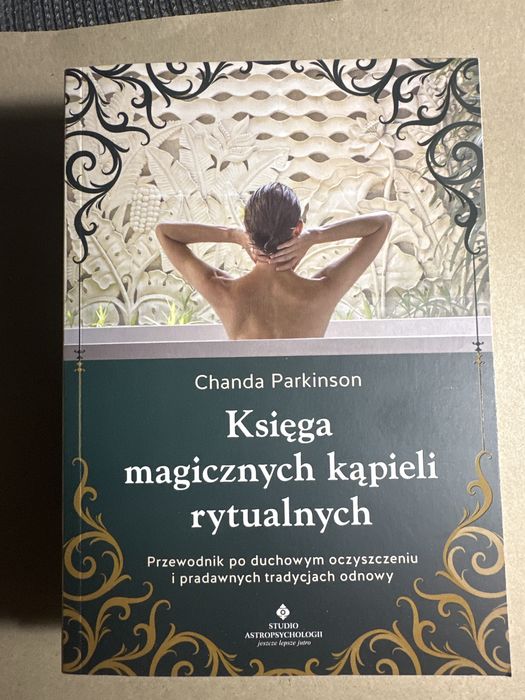 Chanda Parkinson
Księga
magicznych kąpieli
rytualnych
Przewodnik po duchowym oczyszczeniu
i pradawnych tradycjach odnowy
STUDIO
ASTROPSYCHOLOGII
jeszcze lepsze jutro